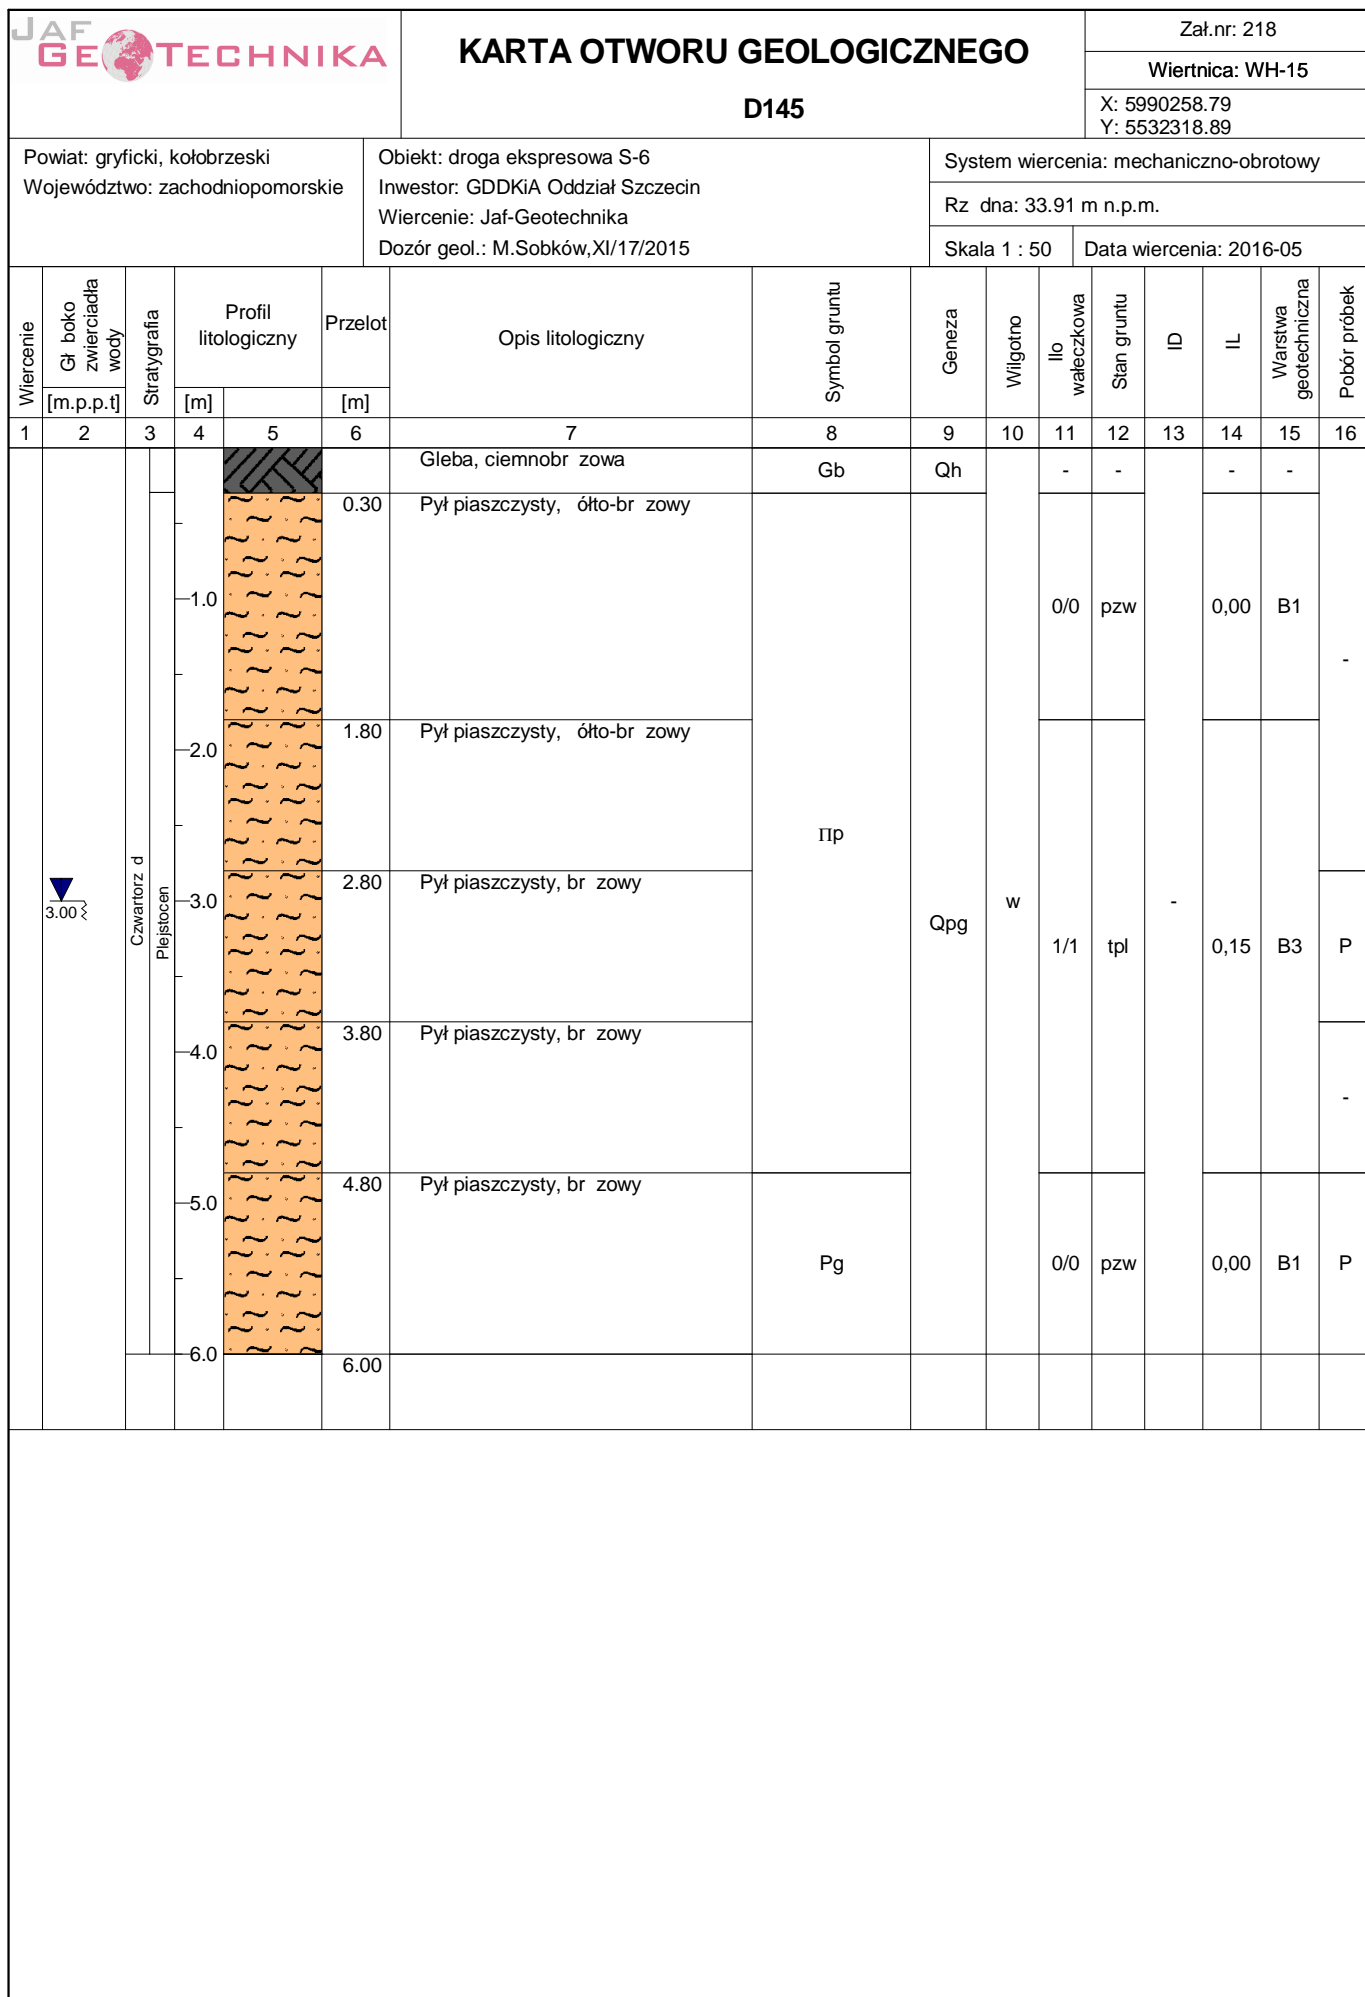 JAF
GEOTECHNIKA
KARTA OTWORU GEOLOGICZNEGO
D145
Zał.nr: 218
Wiertnica: WH-15
X: 5990258.79
Y: 5532318.89
Powiat: gryficki, kołobrzeski
Województwo: zachodniopomorskie
Obiekt: droga ekspresowa S-6
Inwestor: GDDKiA Oddział Szczecin
Wiercenie: Jaf-Geotechnika
Dozór geol.: M.Sobków,XI/17/2015
System wiercenia: mechaniczno-obrotowy
Rz dna: 33.91 m n.p.m.
Skala 1 : 50
Data wiercenia: 2016-05
Wiercenie
Gł boko
zwierciadła
wody
[m.p.p.t]
Stratygrafia
Profil
litologiczny
[m]
Przelot
[m]
Opis litologiczny
Symbol gruntu
Geneza
Wilgotno
Ilo
wałeczkowa
Stan gruntu
ID
IL
Warstwa
geotechniczna
Pobór próbek
1 2 3 4 5 6 7 8 9 10 11 12 13 14 15 16
Gleba, ciemnobr zowa
Gb
Qh
- - - -
0.30 Pył piaszczysty, ółto-br zowy
1.0
0/0 pzw 0,00 B1
-
1.80 Pył piaszczysty, ółto-br zowy
2.0
Πp
2.80 Pył piaszczysty, br zowy
3.00
Czwartorz d
Plejstocen
3.0
Qpg
w
1/1 tpl
-
0,15 B3 P
3.80 Pył piaszczysty, br zowy
4.0
-
4.80 Pył piaszczysty, br zowy
5.0
Pg
0/0 pzw 0,00 B1 P
6.0
6.00